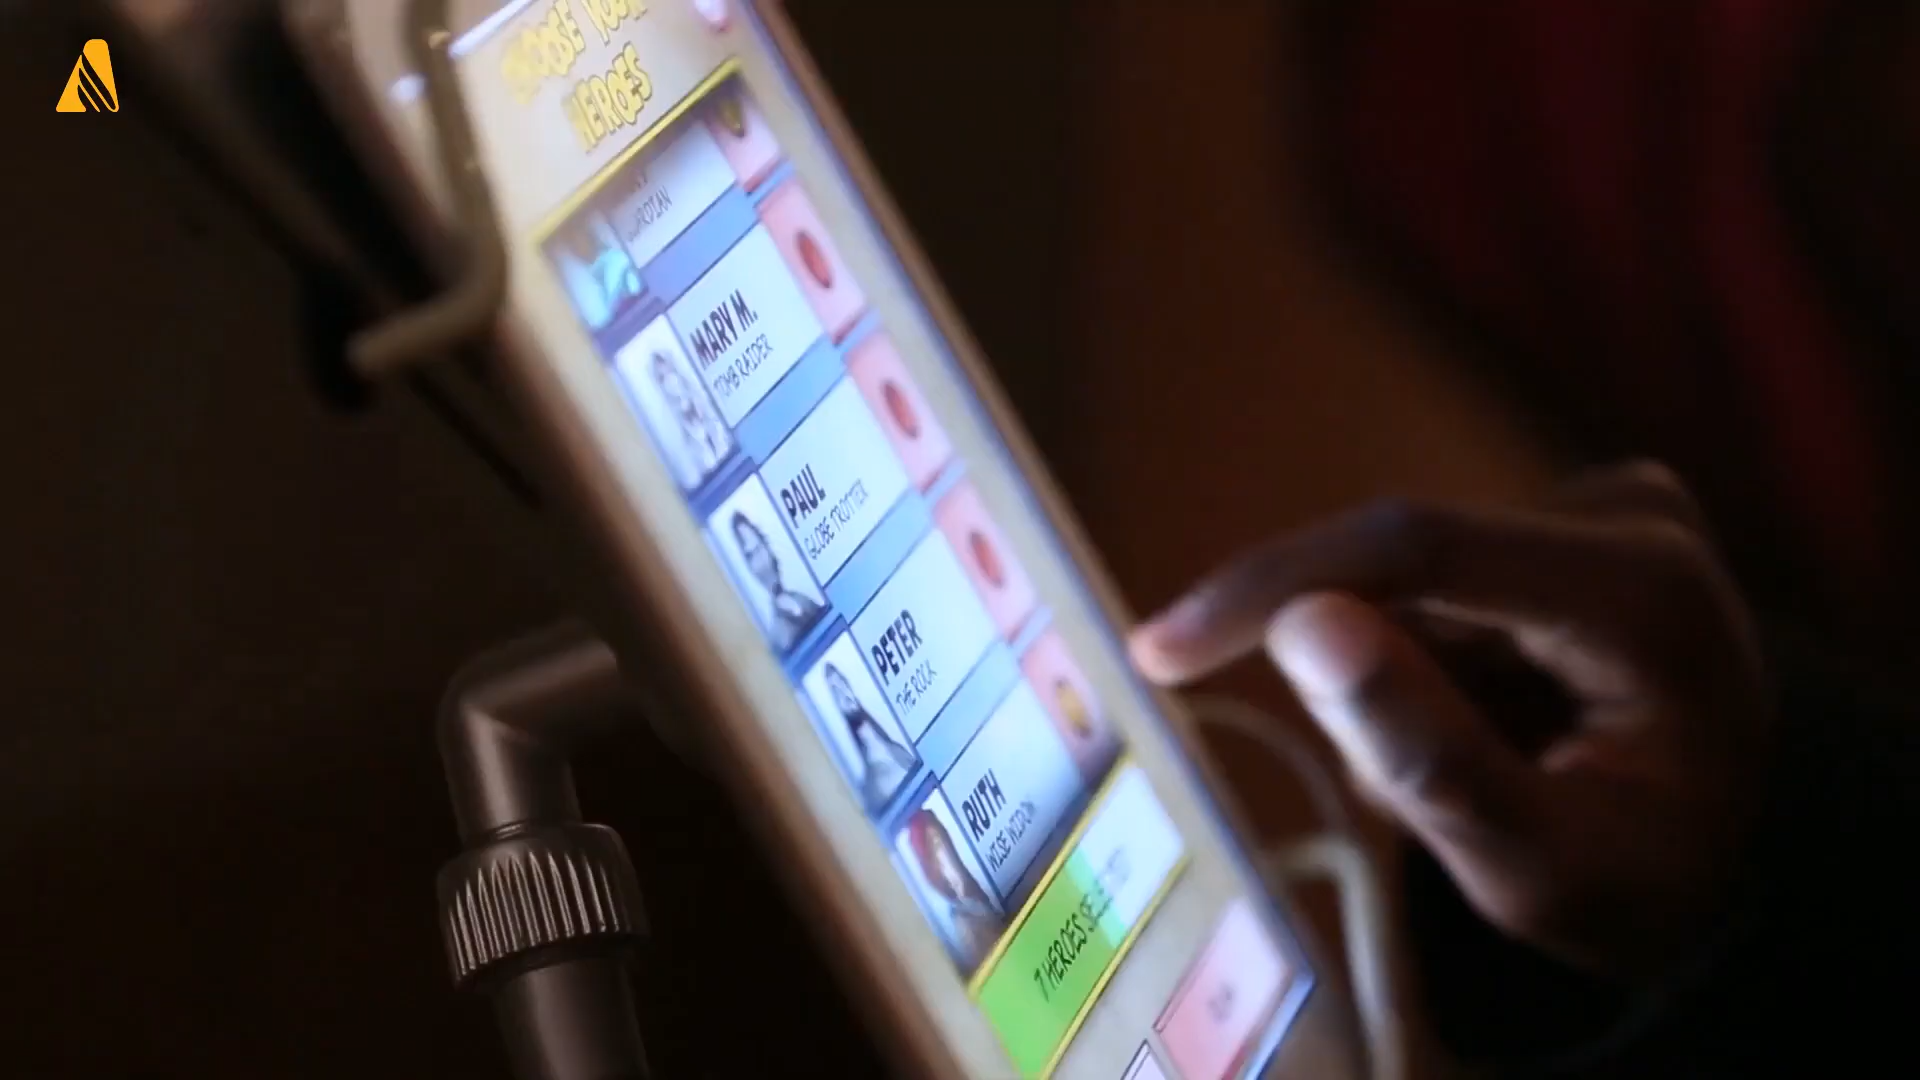 CHOOSE YOUR
HEROES
MARY M.
TOMB RAIDER
PAUL
GLOBE TROTTER
PETER
THE ROCK
RUTH
WISE WIDOW
7 HEROES SELECTED